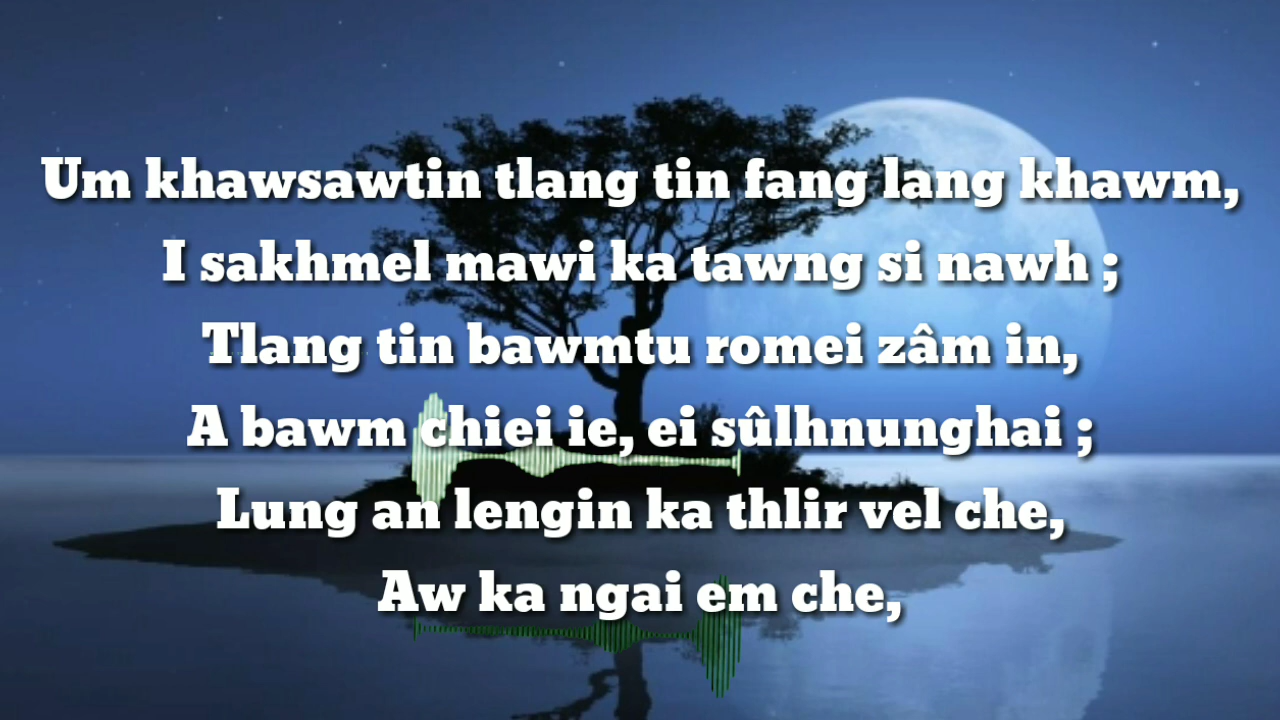 Um khawsawtin tlang tin fang lang khawm,
I sakhmel mawi ka tawng si nawh ;
Tlang tin bawmtu romei zâm in,
A bawm chiei ie, ei sûlhnunghai ;
Lung an lengin ka thlir vel che,
Aw ka ngai em che,